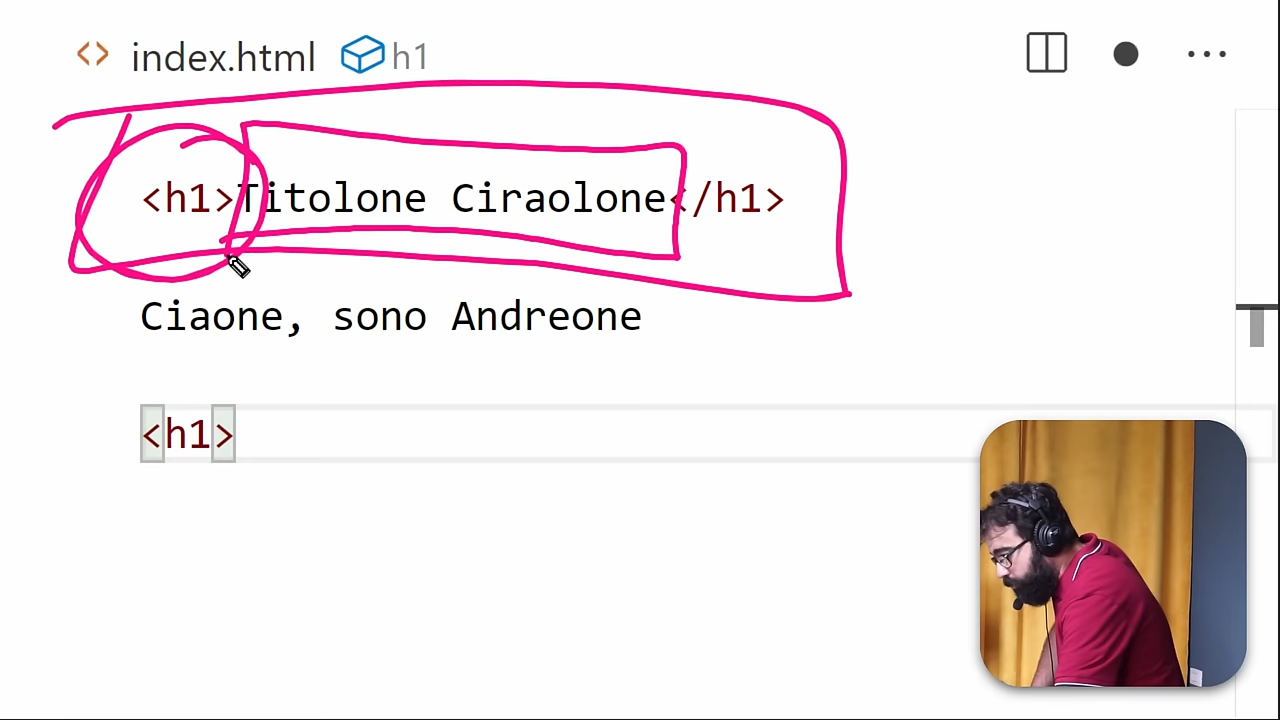 index.html h1
<h1>Titolone Ciraolone</h1>
Ciaone, sono Andreone
<h1>